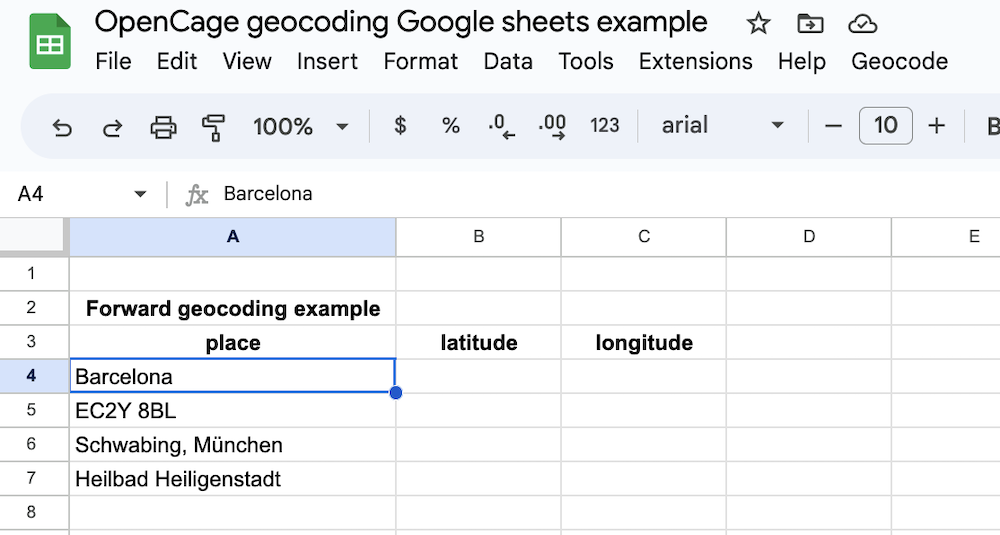 OpenCage geocoding Google sheets example
File Edit View Insert Format Data Tools Extensions Help Geocode
100% $ % .0 .00 123 arial − 10 + B
A4 fx Barcelona
A B C D E
1
2 Forward geocoding example
3 place latitude longitude
4 Barcelona
5 EC2Y 8BL
6 Schwabing, München
7 Heilbad Heiligenstadt
8